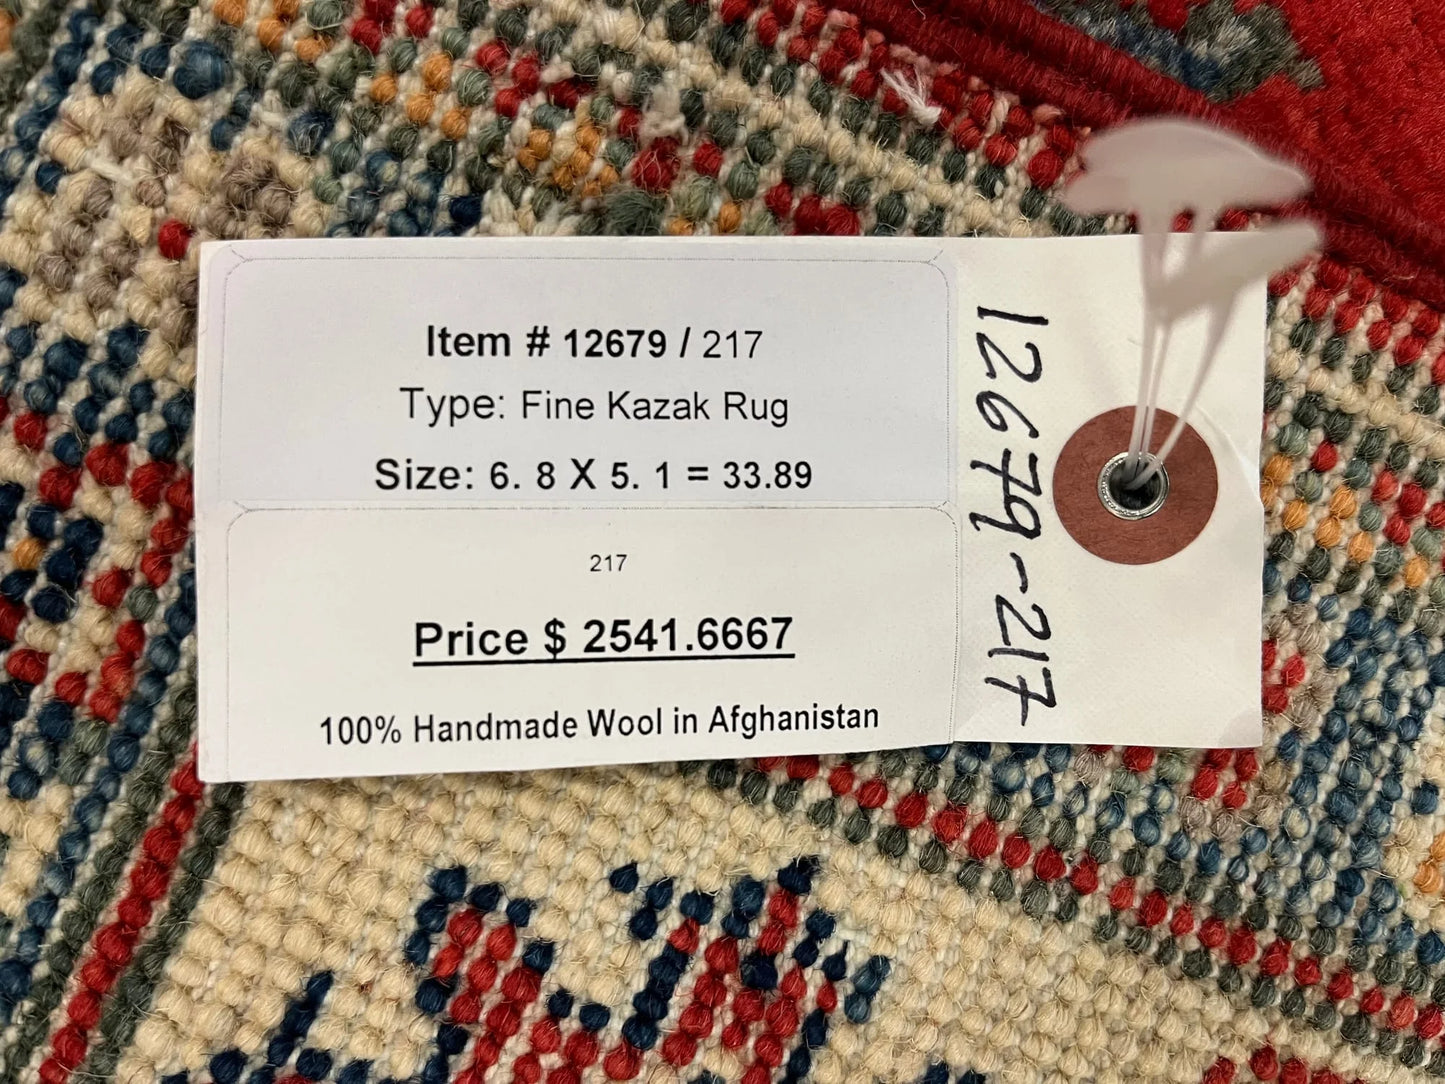 Item # 12679 / 217
Type: Fine Kazak Rug
Size: 6. 8 X 5. 1 = 33.89
217
Price $ 2541.6667
100% Handmade Wool in Afghanistan
12679-217